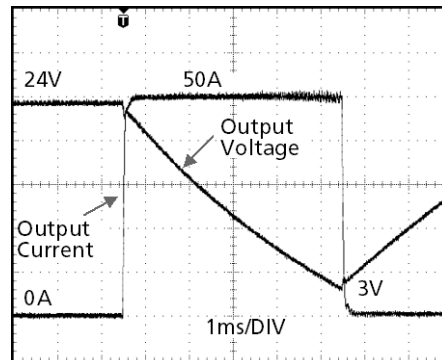 T
24V
50A
Output
Voltage
Output
Current
0A
3V
1ms/DIV